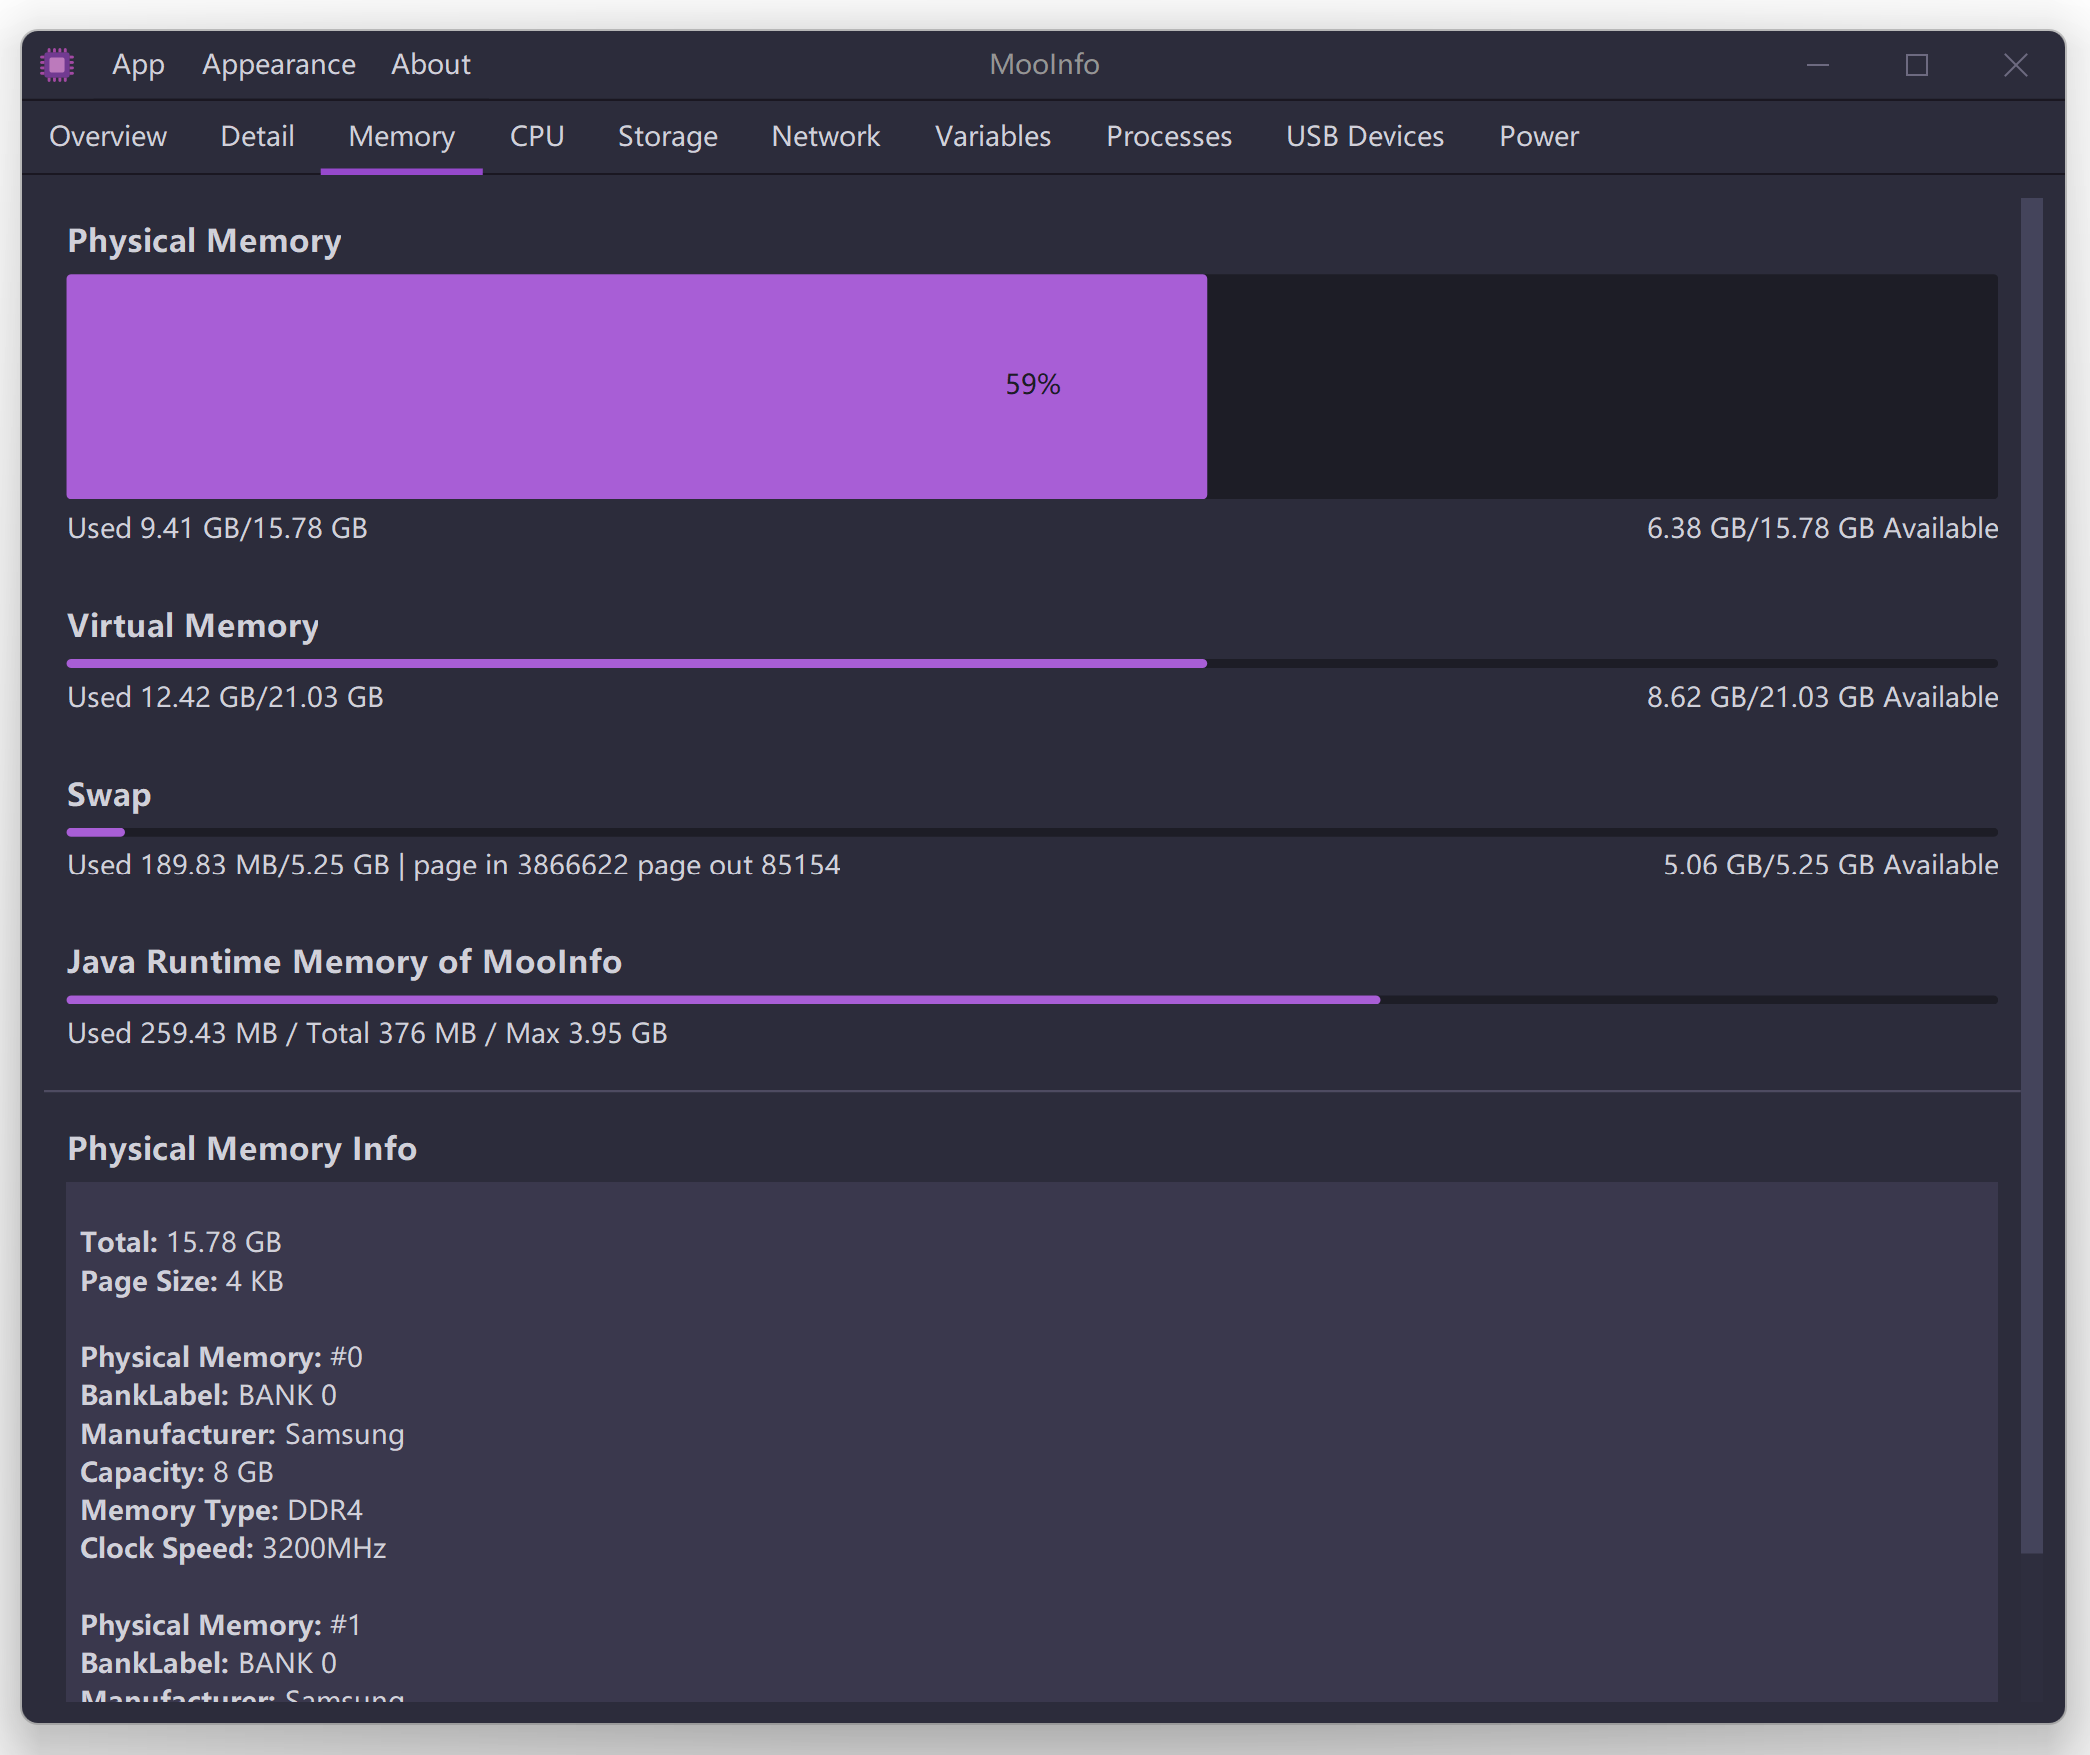 App Appearance About MooInfo
Overview Detail Memory CPU Storage Network Variables Processes USB Devices Power
Physical Memory
59%
Used 9.41 GB/15.78 GB 6.38 GB/15.78 GB Available
Virtual Memory
Used 12.42 GB/21.03 GB 8.62 GB/21.03 GB Available
Swap
Used 189.83 MB/5.25 GB | page in 3866622 page out 85154 5.06 GB/5.25 GB Available
Java Runtime Memory of MooInfo
Used 259.43 MB / Total 376 MB / Max 3.95 GB
Physical Memory Info
Total: 15.78 GB
Page Size: 4 KB
Physical Memory: #0
BankLabel: BANK 0
Manufacturer: Samsung
Capacity: 8 GB
Memory Type: DDR4
Clock Speed: 3200MHz
Physical Memory: #1
BankLabel: BANK 0
Manufacturer: Samsung